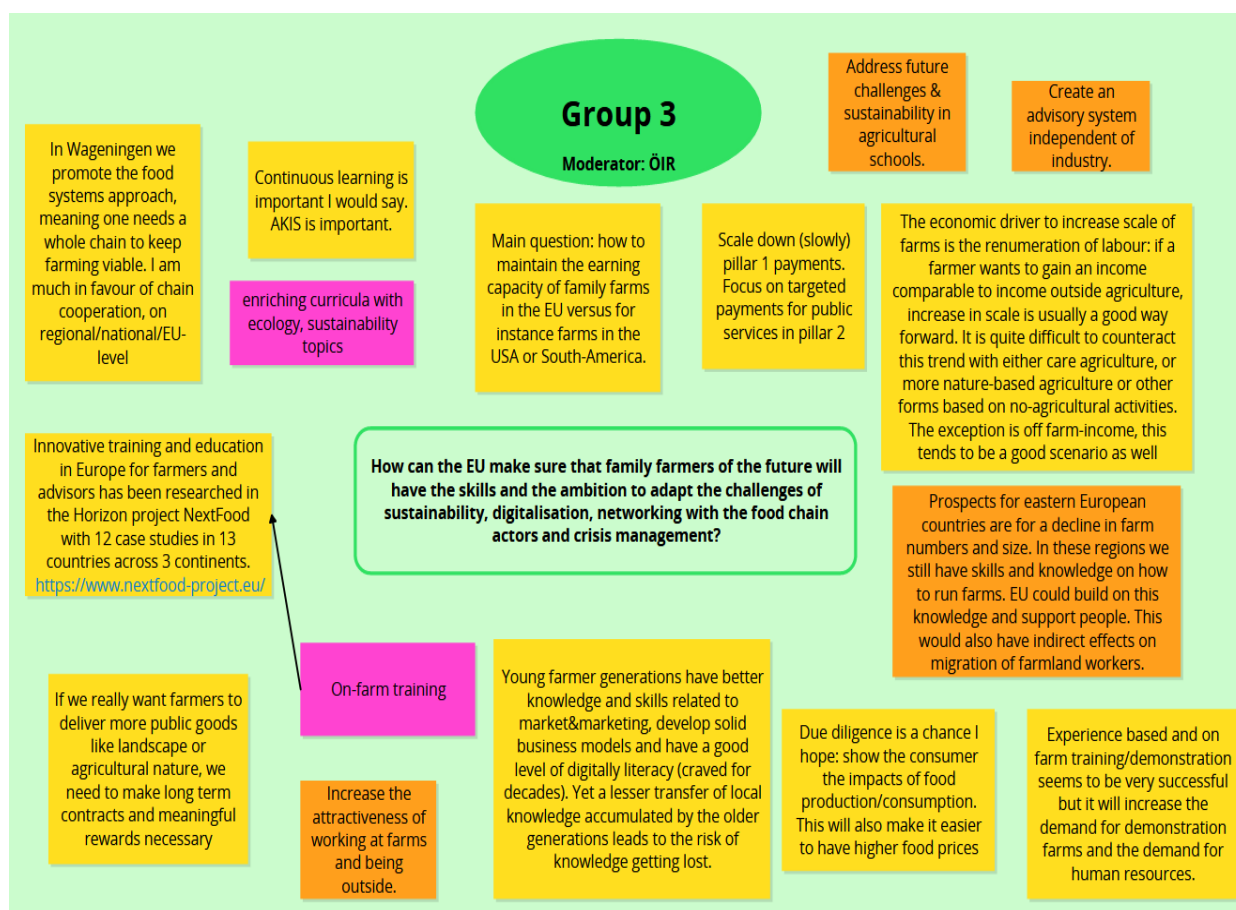 Group 3
Moderator: ÖIR
Address future
challenges &
sustainability in
agricultural
schools.
Create an
advisory system
independent of
industry.
In Wageningen we
promote the food
systems approach,
meaning one needs a
whole chain to keep
farming viable. I am
much in favour of chain
cooperation, on
regional/national/EU-
level
Continuous learning is
important I would say.
AKIS is important.
enriching curricula with
ecology, sustainability
topics
Main question: how to
maintain the earning
capacity of family farms
in the EU versus for
instance farms in the
USA or South-America.
Scale down (slowly)
pillar 1 payments.
Focus on targeted
payments for public
services in pillar 2
The economic driver to increase scale of
farms is the renumeration of labour: if a
farmer wants to gain an income
comparable to income outside agriculture,
increase in scale is usually a good way
forward. It is quite difficult to counteract
this trend with either care agriculture, or
more nature-based agriculture or other
forms based on no-agricultural activities.
The exception is off farm-income, this
tends to be a good scenario as well
Innovative training and education
in Europe for farmers and
advisors has been researched in
the Horizon project NextFood
with 12 case studies in 13
countries across 3 continents.
https://www.nextfood-project.eu/
How can the EU make sure that family farmers of the future will
have the skills and the ambition to adapt the challenges of
sustainability, digitalisation, networking with the food chain
actors and crisis management?
Prospects for eastern European
countries are for a decline in farm
numbers and size. In these regions we
still have skills and knowledge on how
to run farms. EU could build on this
knowledge and support people. This
would also have indirect effects on
migration of farmland workers.
If we really want farmers to
deliver more public goods
like landscape or
agricultural nature, we
need to make long term
contracts and meaningful
rewards necessary
On-farm training
Increase the
attractiveness of
working at farms
and being
outside.
Young farmer generations have better
knowledge and skills related to
market&marketing, develop solid
business models and have a good
level of digitally literacy (craved for
decades). Yet a lesser transfer of local
knowledge accumulated by the older
generations leads to the risk of
knowledge getting lost.
Due diligence is a chance I
hope: show the consumer
the impacts of food
production/consumption.
This will also make it easier
to have higher food prices
Experience based and on
farm training/demonstration
seems to be very successful
but it will increase the
demand for demonstration
farms and the demand for
human resources.